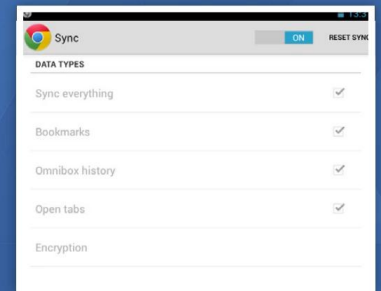 Sync
ON
RESET SYNC
DATA TYPES
Sync everything
Bookmarks
Omnibox history
Open tabs
Encryption